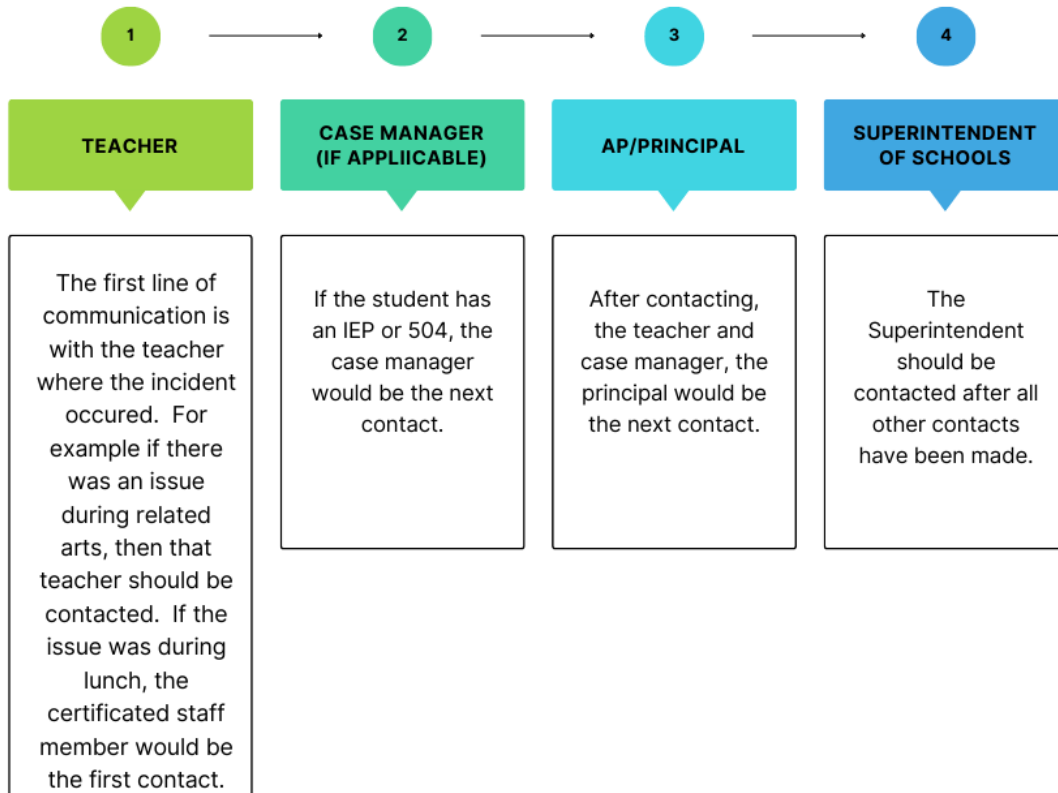 1
2
3
4
TEACHER
CASE MANAGER
(IF APPLIICABLE)
AP/PRINCIPAL
SUPERINTENDENT
OF SCHOOLS
The first line of
communication is
with the teacher
where the incident
occured.  For
example if there
was an issue
during related
arts, then that
teacher should be
contacted.  If the
issue was during
lunch, the
certificated staff
member would be
the first contact.
If the student has
an IEP or 504, the
case manager
would be the next
contact.
After contacting,
the teacher and
case manager, the
principal would be
the next contact.
The
Superintendent
should be
contacted after all
other contacts
have been made.